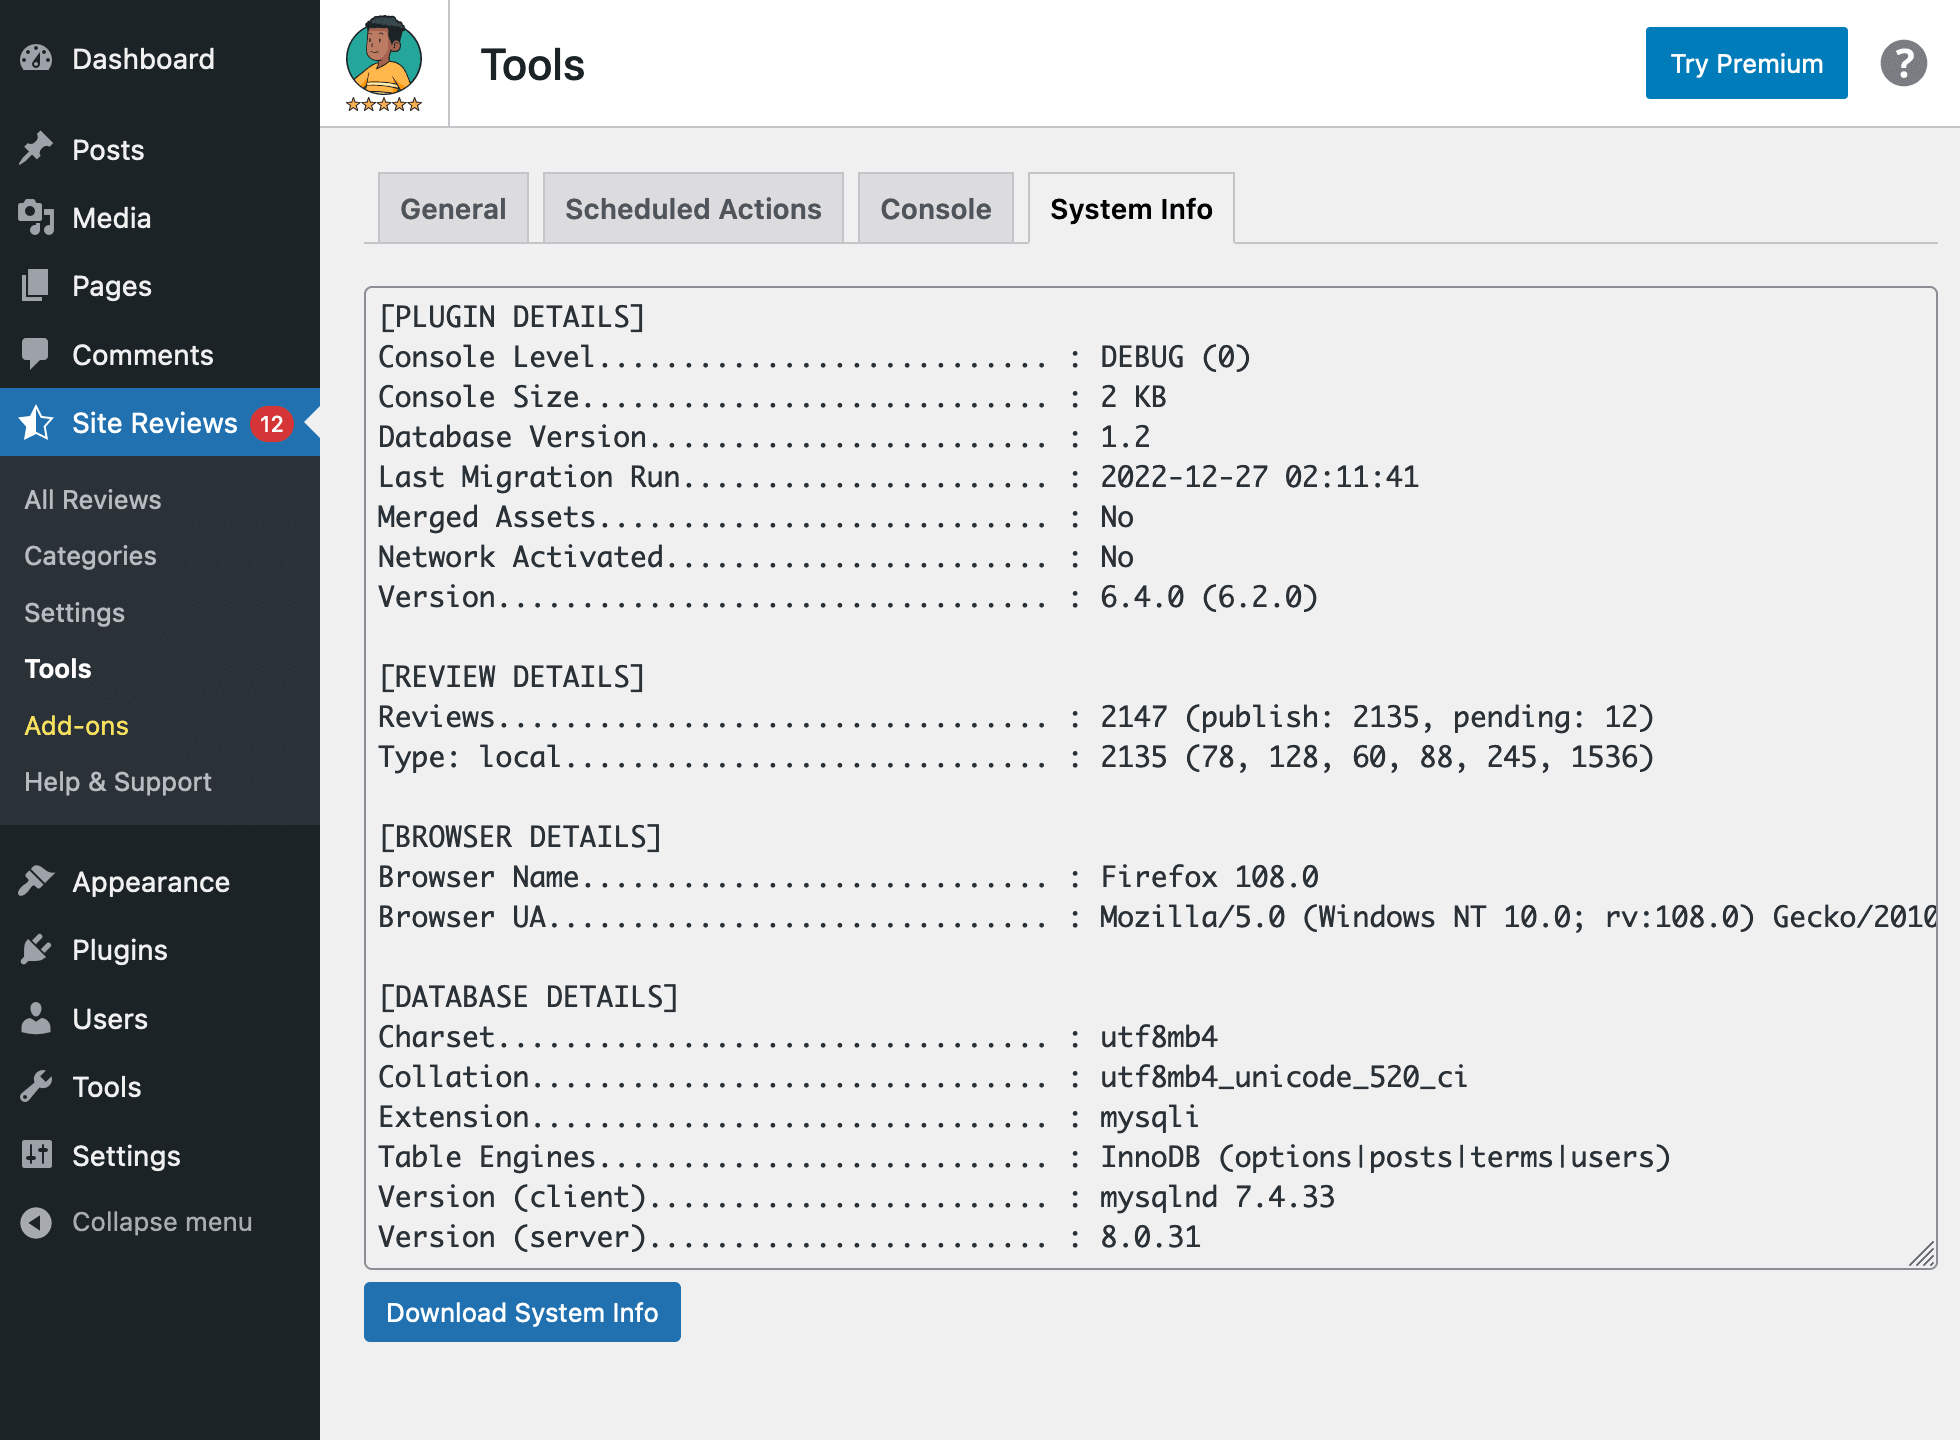 Dashboard
Posts
Media
Pages
Comments
Site Reviews 12
All Reviews
Categories
Settings
Tools
Add-ons
Help & Support
Appearance
Plugins
Users
Tools
Settings
Collapse menu
Tools
Try Premium
?
General
Scheduled Actions
Console
System Info
[PLUGIN DETAILS]
Console Level........................... : DEBUG (0)
Console Size............................ : 2 KB
Database Version........................ : 1.2
Last Migration Run...................... : 2022-12-27 02:11:41
Merged Assets........................... : No
Network Activated....................... : No
Version................................. : 6.4.0 (6.2.0)
[REVIEW DETAILS]
Reviews................................. : 2147 (publish: 2135, pending: 12)
Type: local............................. : 2135 (78, 128, 60, 88, 245, 1536)
[BROWSER DETAILS]
Browser Name............................ : Firefox 108.0
Browser UA.............................. : Mozilla/5.0 (Windows NT 10.0; rv:108.0) Gecko/2010
[DATABASE DETAILS]
Charset................................. : utf8mb4
Collation............................... : utf8mb4_unicode_520_ci
Extension............................... : mysqli
Table Engines........................... : InnoDB (options|posts|terms|users)
Version (client)........................ : mysqlnd 7.4.33
Version (server)........................ : 8.0.31
Download System Info